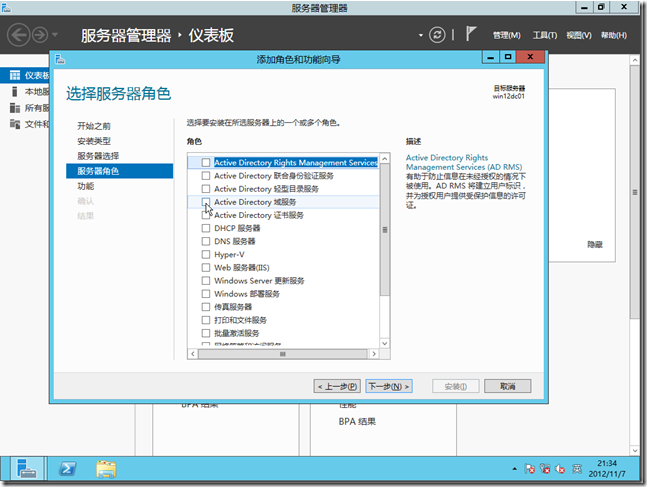 服务器管理器
服务器管理器 · 仪表板
管理(M) 工具(T) 视图(V) 帮助(H)
添加角色和功能向导
仪表板
本地服
所有服
文件和
选择服务器角色
目标服务器
win12dc01
开始之前
安装类型
服务器选择
服务器角色
功能
确认
结果
选择要安装在所选服务器上的一个或多个角色。
角色
Active Directory Rights Management Services
Active Directory 联合身份验证服务
Active Directory 轻型目录服务
Active Directory 域服务
Active Directory 证书服务
DHCP 服务器
DNS 服务器
Hyper-V
Web 服务器(IIS)
Windows Server 更新服务
Windows 部署服务
传真服务器
打印和文件服务
批量激活服务
描述
Active Directory Rights
Management Services (AD RMS)
有助于防止信息在未经授权的情况下
被使用。AD RMS 将建立用户标识，
并为授权用户提供受保护信息的许可
证。
隐藏
< 上一步(P)
下一步(N) >
安装(I)
取消
BPA 结果
性能
BPA 结果
21:34
2012/11/7